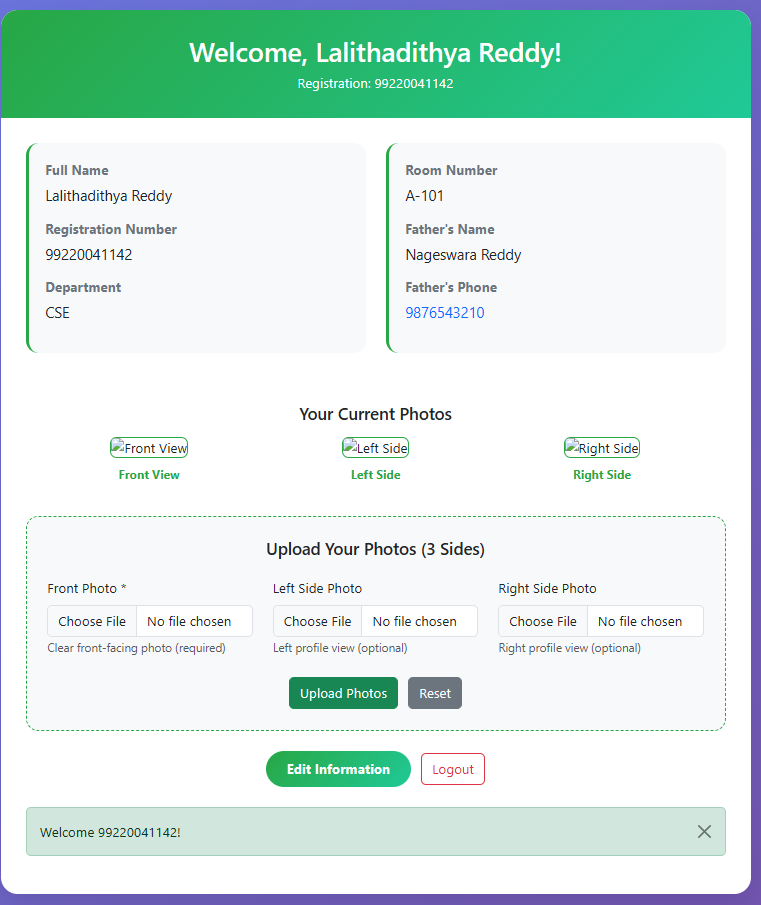 Welcome, Lalithadithya Reddy!
Registration: 99220041142
Full Name
Lalithadithya Reddy
Registration Number
99220041142
Department
CSE
Room Number
A-101
Father's Name
Nageswara Reddy
Father's Phone
9876543210
Your Current Photos
Front View
Left Side
Right Side
Front View
Left Side
Right Side
Upload Your Photos (3 Sides)
Front Photo *
Left Side Photo
Right Side Photo
Choose File No file chosen
Choose File No file chosen
Choose File No file chosen
Clear front-facing photo (required)
Left profile view (optional)
Right profile view (optional)
Upload Photos
Reset
Edit Information
Logout
Welcome 99220041142!